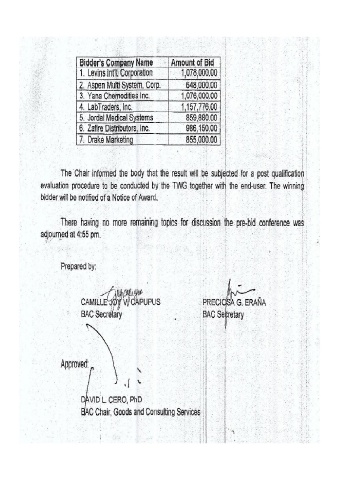 Bidder's Company Name Amount of Bid
1. Levins Int'l. Corporation 1,078,000.00
2. Aspen Multi System, Corp. 648,000.00
3. Yana Chemodities Inc. 1,076,000.00
4. LabTraders, Inc. 1,157,776.00
5. Jordal Medical Systems 859,860.00
6. Zafire Distributors, Inc. 986,150.00
7. Drake Marketing 855,000.00
The Chair informed the body that the result will be subjected for a post qualification
evaluation procedure to be conducted by the TWG together with the end-user. The winning
bidder will be notified of a Notice of Award.
There having no more remaining topics for discussion the pre-bid conference was
adjourned at 4:55 pm.
Prepared by:
CAMILLE JOY V. CAPUPUS PRECIOSA G. ERAÑA
BAC Secretary BAC Secretary
Approved:
DAVID L. CERO, PhD
BAC Chair, Goods and Consulting Services